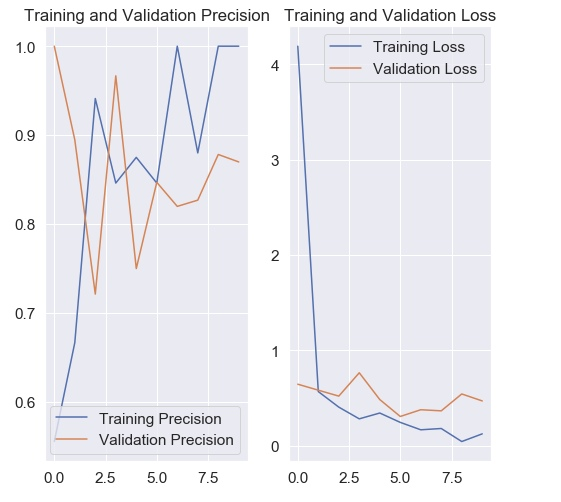 Training and Validation Precision
1.0
0.9
0.8
0.7
0.6
Training Precision
Validation Precision
0.0 2.5 5.0 7.5
Training and Validation Loss
Training Loss
Validation Loss
4
3
2
1
0
0.0 2.5 5.0 7.5